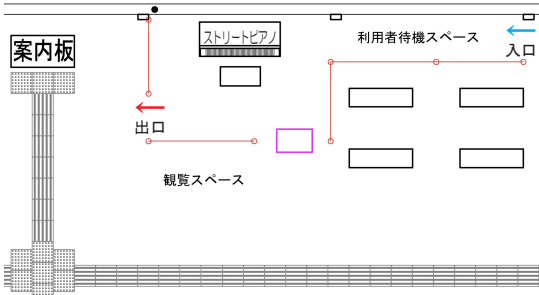 ストリートピアノ
利用者待機スペース
案内板
入口
出口
観覧スペース